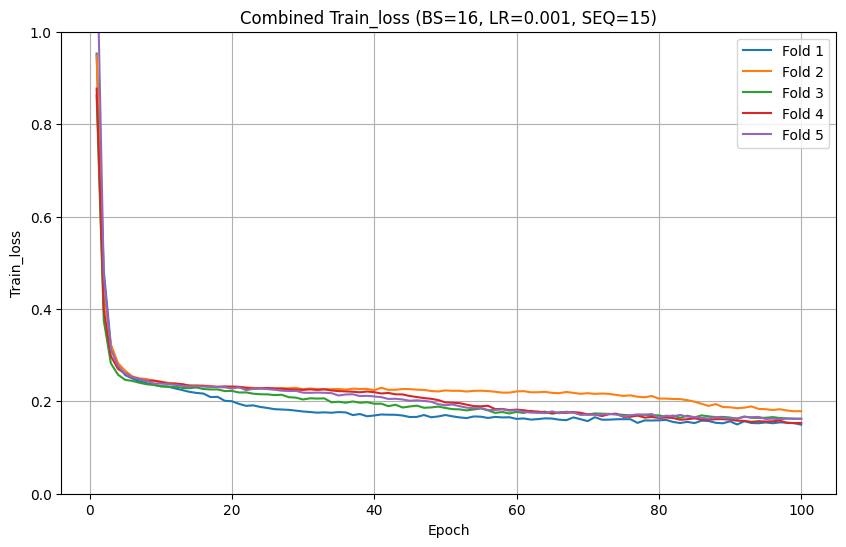 Combined Train_loss (BS=16, LR=0.001, SEQ=15)
Train_loss
1.0
0.8
0.6
0.4
0.2
0.0
0
20
40
60
80
100
Epoch
Fold 1
Fold 2
Fold 3
Fold 4
Fold 5